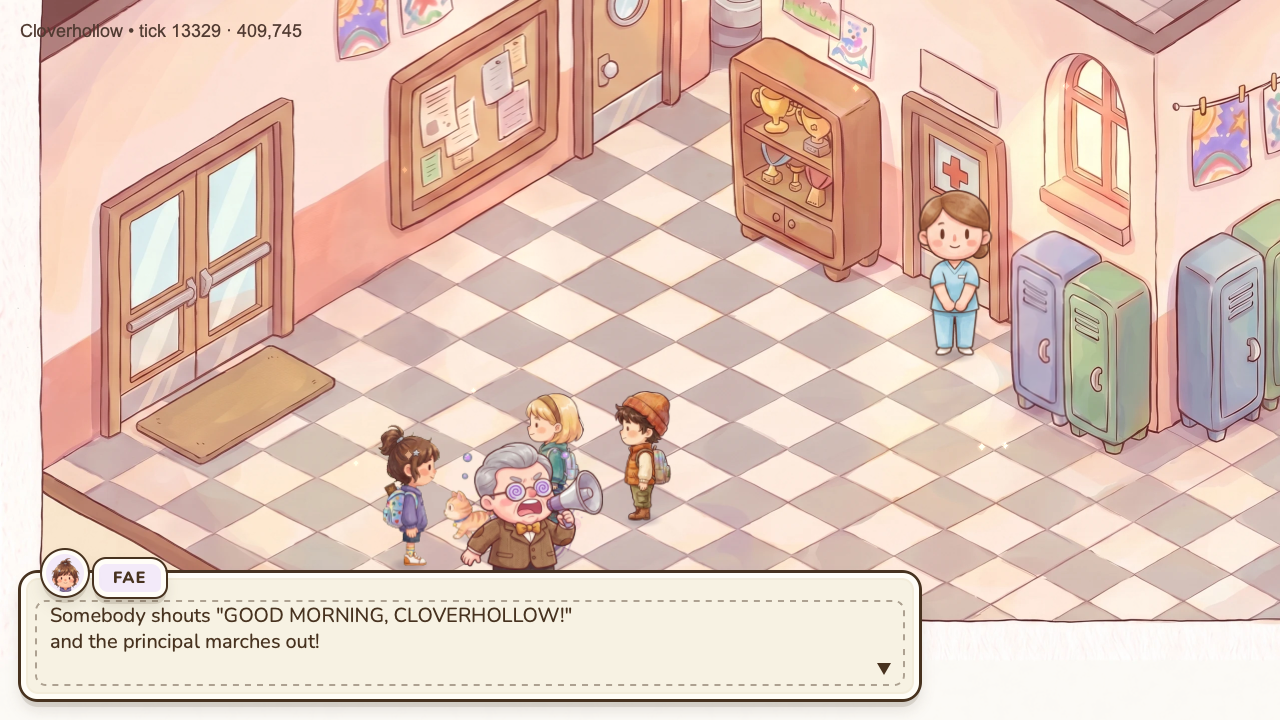 Cloverhollow • tick 13329 · 409,745
FAE
Somebody shouts "GOOD MORNING, CLOVERHOLLOW!"
and the principal marches out!